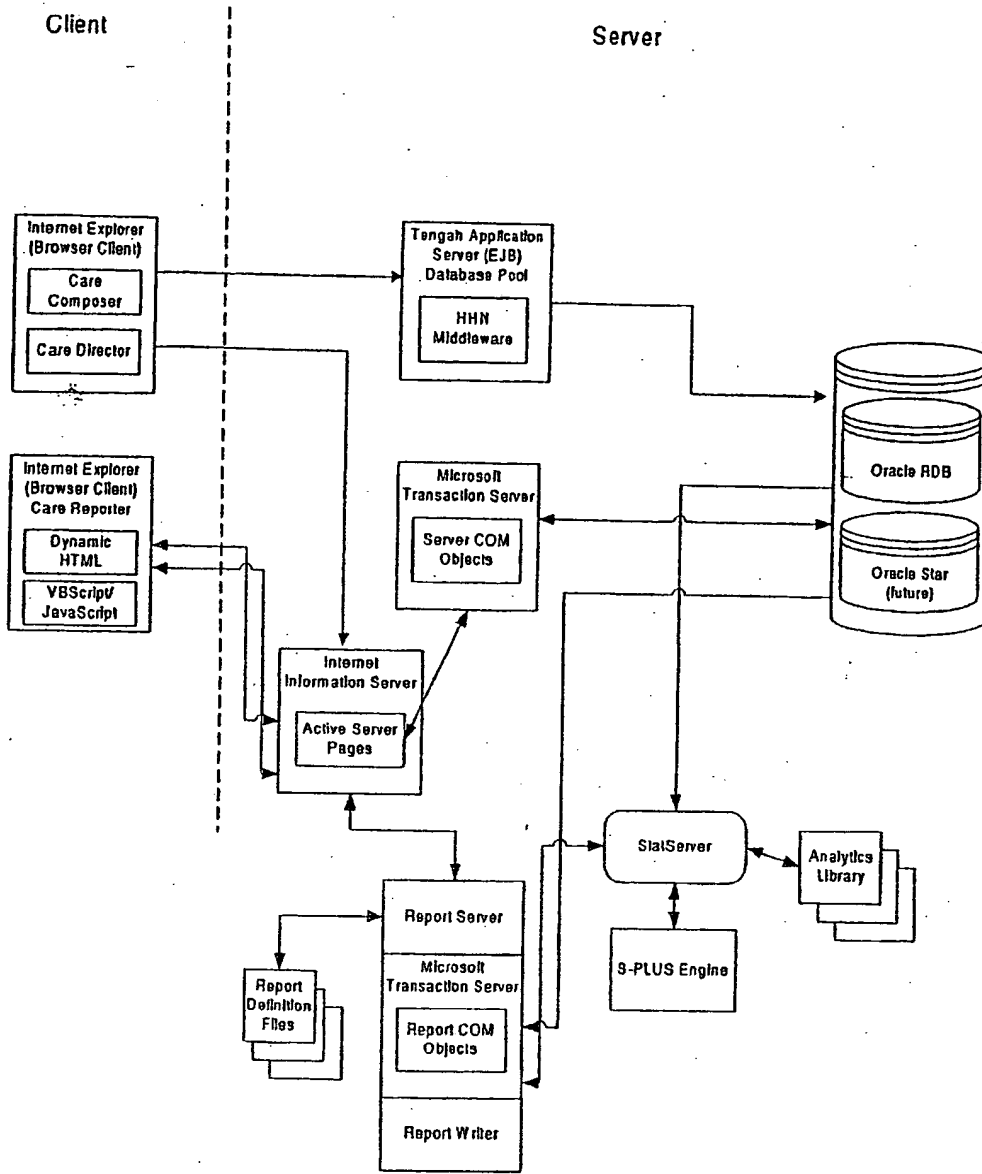 Client
Server
Internet Explorer
(Browser Client)
Care
Composer
Care Director
Tengah Application
Server (EJB)
Database Pool
HHN
Middleware
Internet Explorer
(Browser Client)
Care Reporter
Dynamic
HTML
VBScript/
JavaScript
Microsoft
Transaction Server
Server COM
Objects
Oracle RDB
Oracle Star
(future)
Internet
Information Server
Active Server
Pages
StatServer
Analytics
Library
S-PLUS Engine
Report Server
Microsoft
Transaction Server
Report COM
Objects
Report Writer
Report
Definition
Files